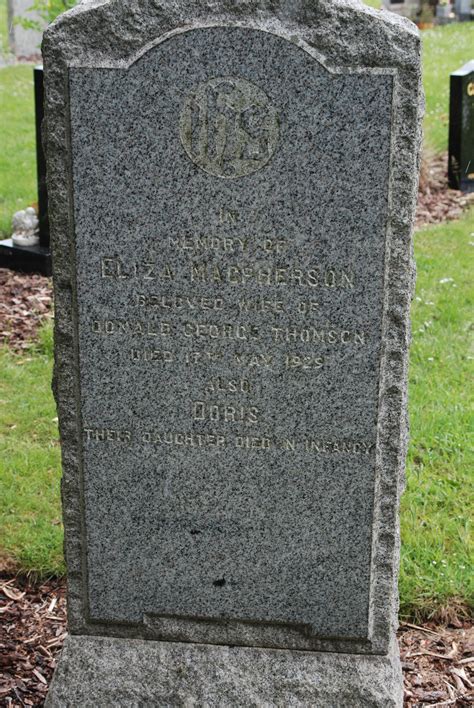 IHS
IN
MEMORY OF
ELIZA MACPHERSON
BELOVED WIFE OF
DONALD GEORGE THOMSON
DIED 17TH MAY 1929
ALSO
DORIS
THEIR DAUGHTER DIED IN INFANCY